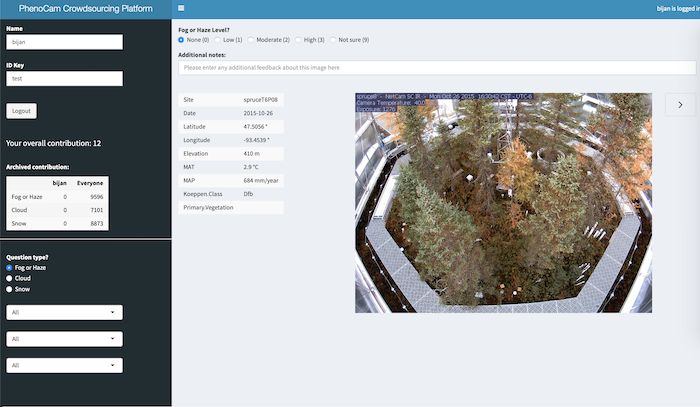 PhenoCam Crowdsourcing Platform
bijan is logged in
Name
bijan
ID Key
test
Logout
Your overall contribution: 12
Archived contribution:
bijan Everyone
Fog or Haze 0 9596
Cloud 0 7101
Snow 0 8873
Question type?
Fog or Haze
Cloud
Snow
All
All
All
Fog or Haze Level?
None (0) Low (1) Moderate (2) High (3) Not sure (9)
Additional notes:
Please enter any additional feedback about this image here
Site spruceT6P08
Date 2015-10-26
Latitude 47.5056 °
Longitude -93.4539 °
Elevation 410 m
MAT 2.9 °C
MAP 684 mm/year
Koeppen.Class Dfb
Primary.Vegetation
NetCam SC IR - Mon Oct 26 2015 16:30:42 CST - UTC-6
Camera Temperature: 40.0
Exposure: 1276